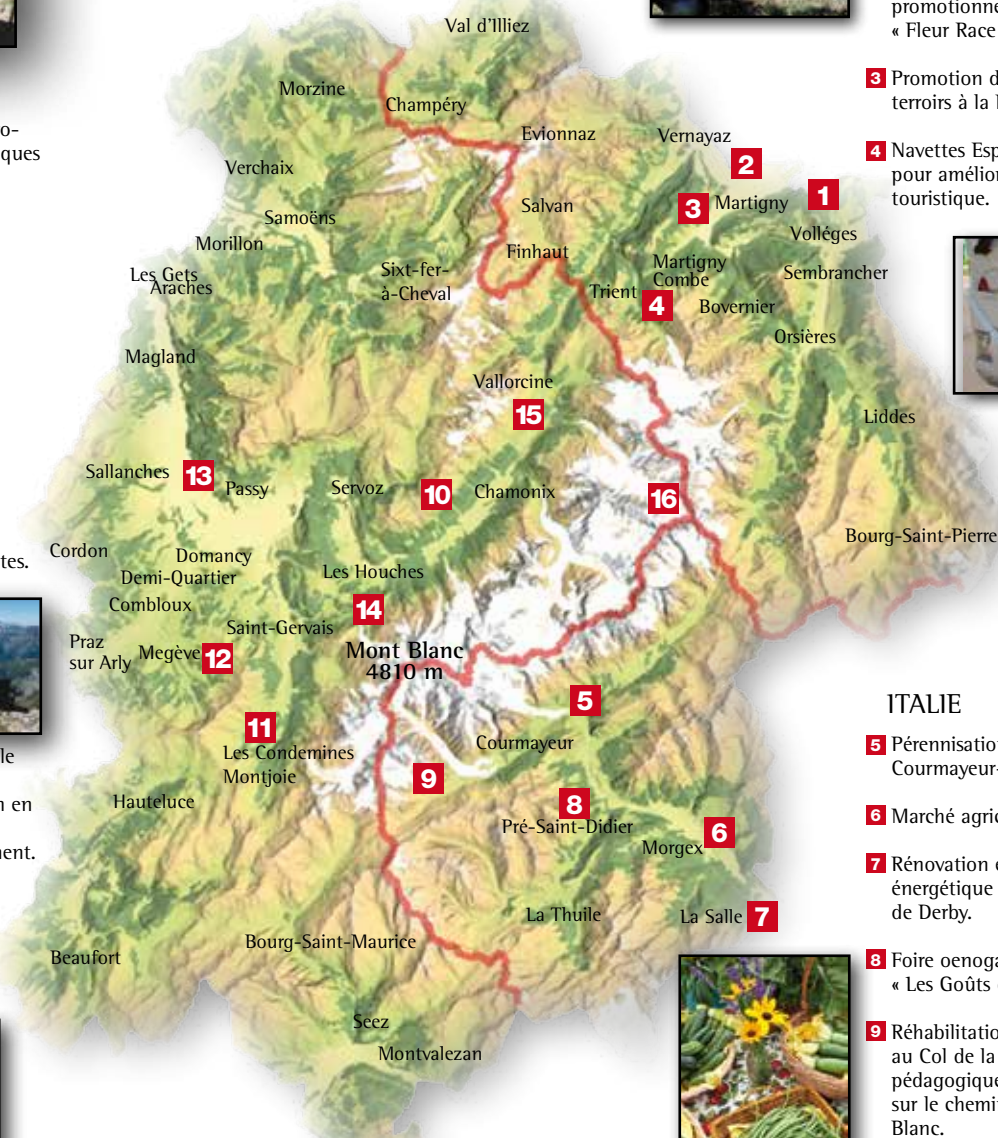 promotionne
« Fleur Race
3 Promotion d
terroirs à la
4 Navettes Esp
pour amélior
touristique.
o-
ques
tes.
le
n en
ent.
Val d'Illiez
Morzine
Champéry
Evionnaz
Vernayaz
2
Verchaix
1
3
Martigny
Salvan
Samoëns
Volléges
Morillon
Finhaut
Martigny
Combe
Sembrancher
Les Gets
Araches
Sixt-fer-
à-Cheval
Trient
4
Bovernier
Orsières
Magland
Vallorcine
15
Liddes
Sallanches
13
Passy
Servoz
10
Chamonix
16
Bourg-Saint-Pierre
Cordon
Domancy
Demi-Quartier
Les Houches
Combloux
14
Saint-Gervais
Praz
sur Arly
Megève
12
Mont Blanc
4810 m
5
11
Les Condemines
Montjoie
Courmayeur
9
Hauteluce
8
Pré-Saint-Didier
6
Morgex
La Thuile
La Salle
7
Bourg-Saint-Maurice
Beaufort
Seez
Montvalezan
ITALIE
5 Pérennisation
Courmayeur-
6 Marché agric
7 Rénovation e
énergétique
de Derby.
8 Foire oenoga
« Les Goûts
9 Réhabilitatio
au Col de la
pédagogique
sur le chemi
Blanc.